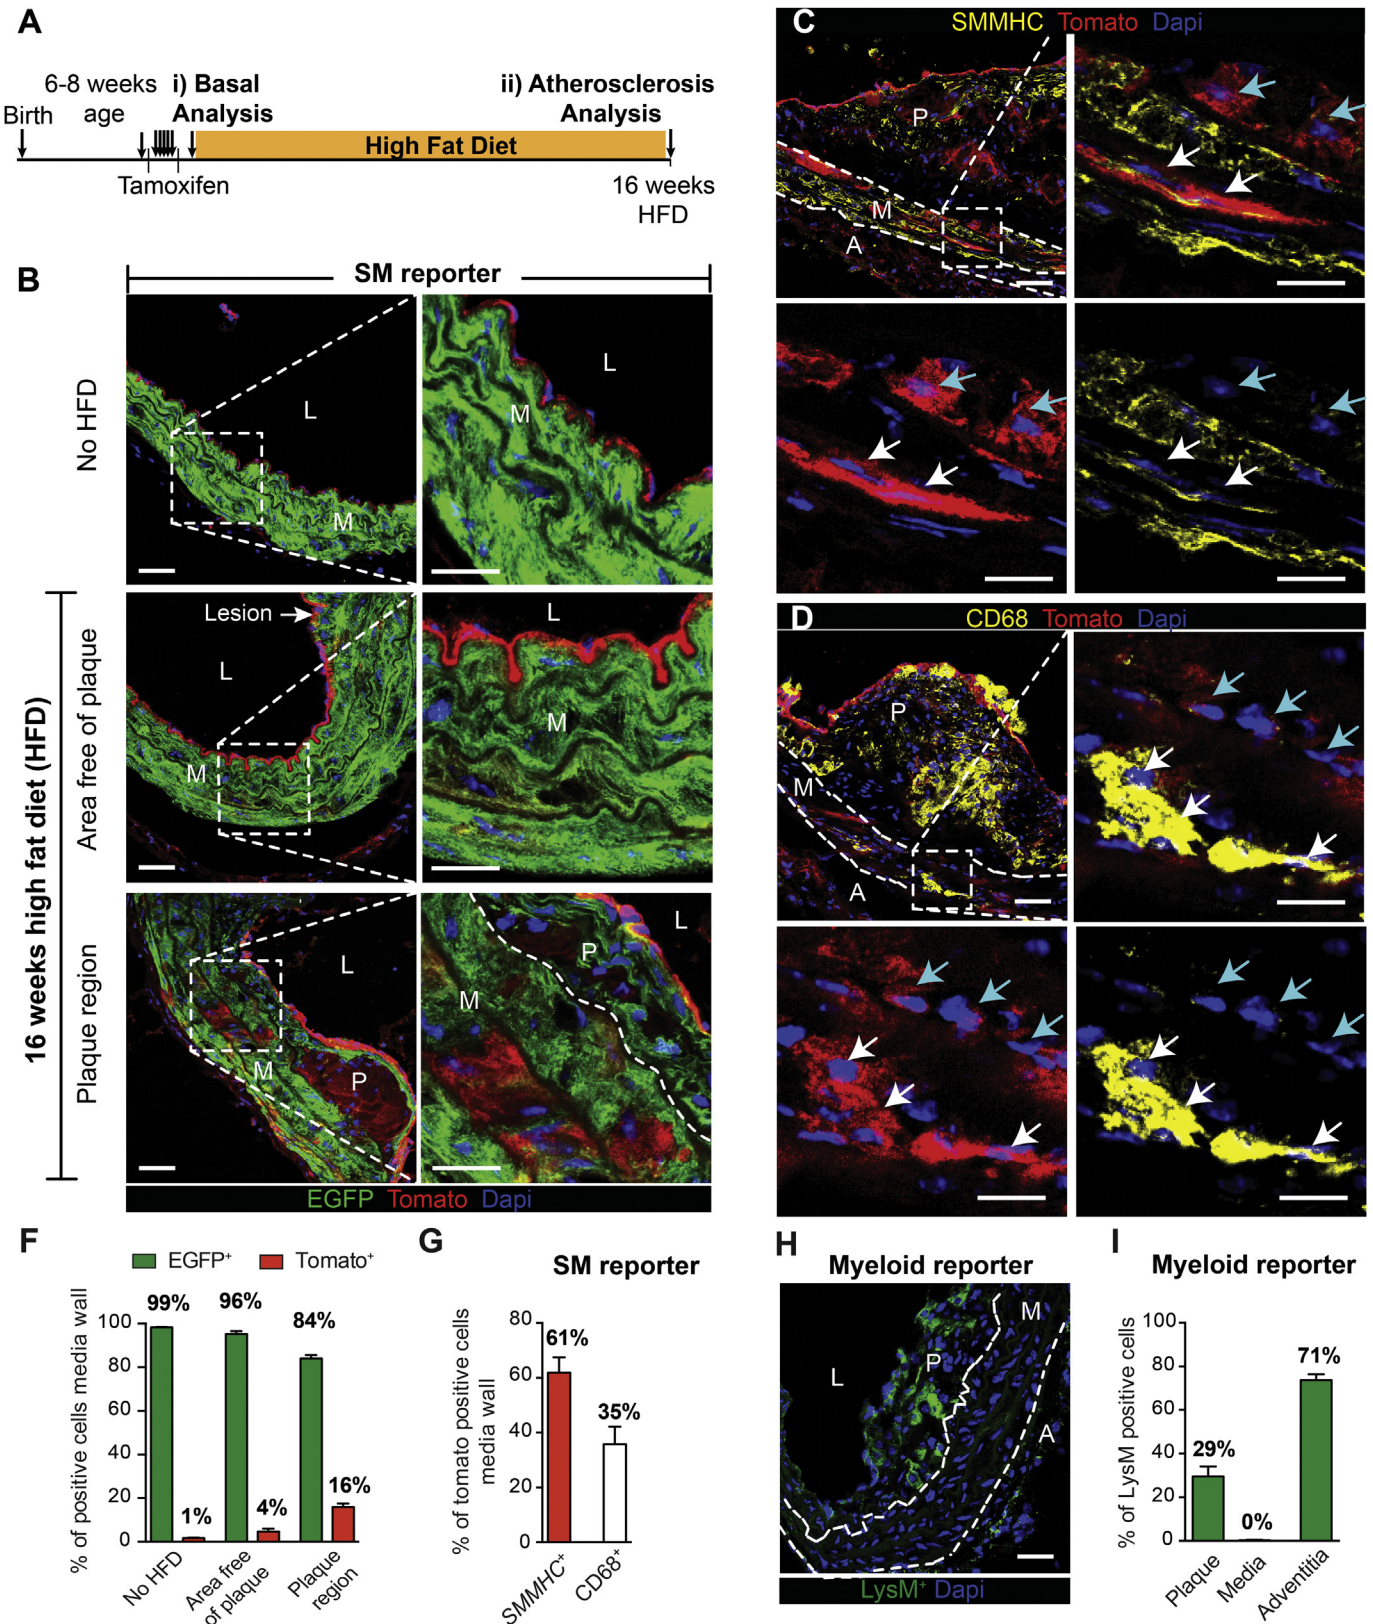 A
6-8 weeks age
i) Basal Analysis
ii) Atherosclerosis Analysis
Birth
High Fat Diet
Tamoxifen
16 weeks HFD
B
SM reporter
No HFD
L
M
L
M
16 weeks high fat diet (HFD)
Area free of plaque
Lesion
L
M
L
M
Plaque region
L
M
P
L
P
M
EGFP Tomato Dapi
C
SMMHC Tomato Dapi
P
M
A
D
CD68 Tomato Dapi
P
M
A
F
EGFP+
Tomato+
% of positive cells media wall
100
80
60
40
20
0
99%
1%
96%
4%
84%
16%
No HFD
Area free of plaque
Plaque region
G
SM reporter
% of tomato positive cells media wall
80
60
40
20
0
61%
35%
SMMHC+
CD68+
H
Myeloid reporter
L
P
M
A
LysM+ Dapi
I
Myeloid reporter
% of LysM positive cells
100
80
60
40
20
0
29%
0%
71%
Plaque
Media
Adventitia